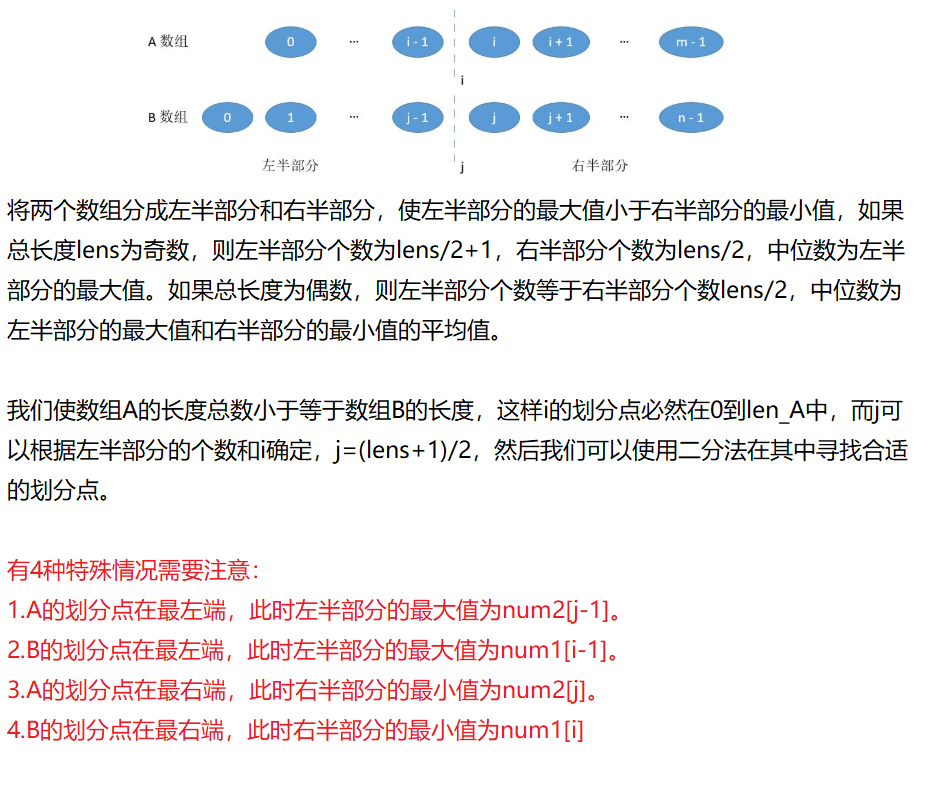 A 数组 0 ... i - 1 i i + 1 ... m - 1
i
B 数组 0 1 ... j - 1 j j + 1 ... n - 1
左半部分 j 右半部分
将两个数组分成左半部分和右半部分，使左半部分的最大值小于右半部分的最小值，如果
总长度lens为奇数，则左半部分个数为lens/2+1，右半部分个数为lens/2，中位数为左半
部分的最大值。如果总长度为偶数，则左半部分个数等于右半部分个数lens/2，中位数为
左半部分的最大值和右半部分的最小值的平均值。
我们使数组A的长度总数小于等于数组B的长度，这样i的划分点必然在0到len_A中，而j可
以根据左半部分的个数和i确定，j=(lens+1)/2，然后我们可以使用二分法在其中寻找合适
的划分点。
有4种特殊情况需要注意：
1.A的划分点在最左端，此时左半部分的最大值为num2[j-1]。
2.B的划分点在最左端，此时左半部分的最大值为num1[i-1]。
3.A的划分点在最右端，此时右半部分的最小值为num2[j]。
4.B的划分点在最右端，此时右半部分的最小值为num1[i]